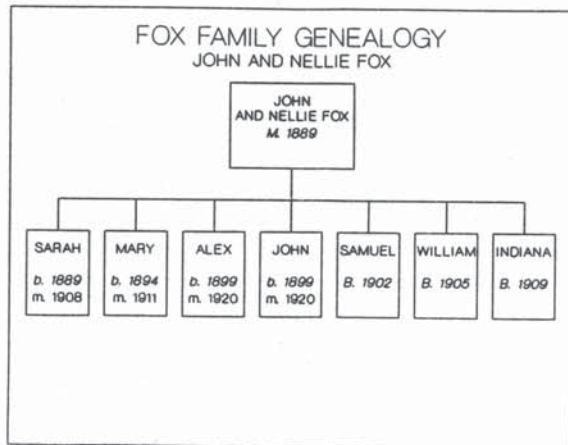 FOX FAMILY GENEALOGY
JOHN AND NELLIE FOX
JOHN
AND NELLIE FOX
M. 1889
SARAH
b. 1889
m. 1908
MARY
b. 1894
m. 1911
ALEX
b. 1899
m. 1920
JOHN
b. 1899
m. 1920
SAMUEL
B. 1902
WILLIAM
B. 1905
INDIANA
B. 1909